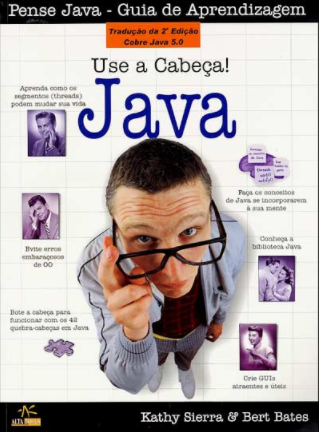 Pense Java - Guia de Aprendizagem
Tradução da 2ª Edição
Cobre Java 5.0
Use a Cabeça!
Java
Aprenda como os
segmentos (threads)
podem mudar sua vida
Faça os conceitos
de Java se incorporarem
à sua mente
Evite erros
embaraçosos
de OO
Conheça a
biblioteca Java
Bote a cabeça para
funcionar com os 42
quebra-cabeças em Java
Crie GUIs
atraentes e úteis
ALTA BOOKS
Kathy Sierra & Bert Bates